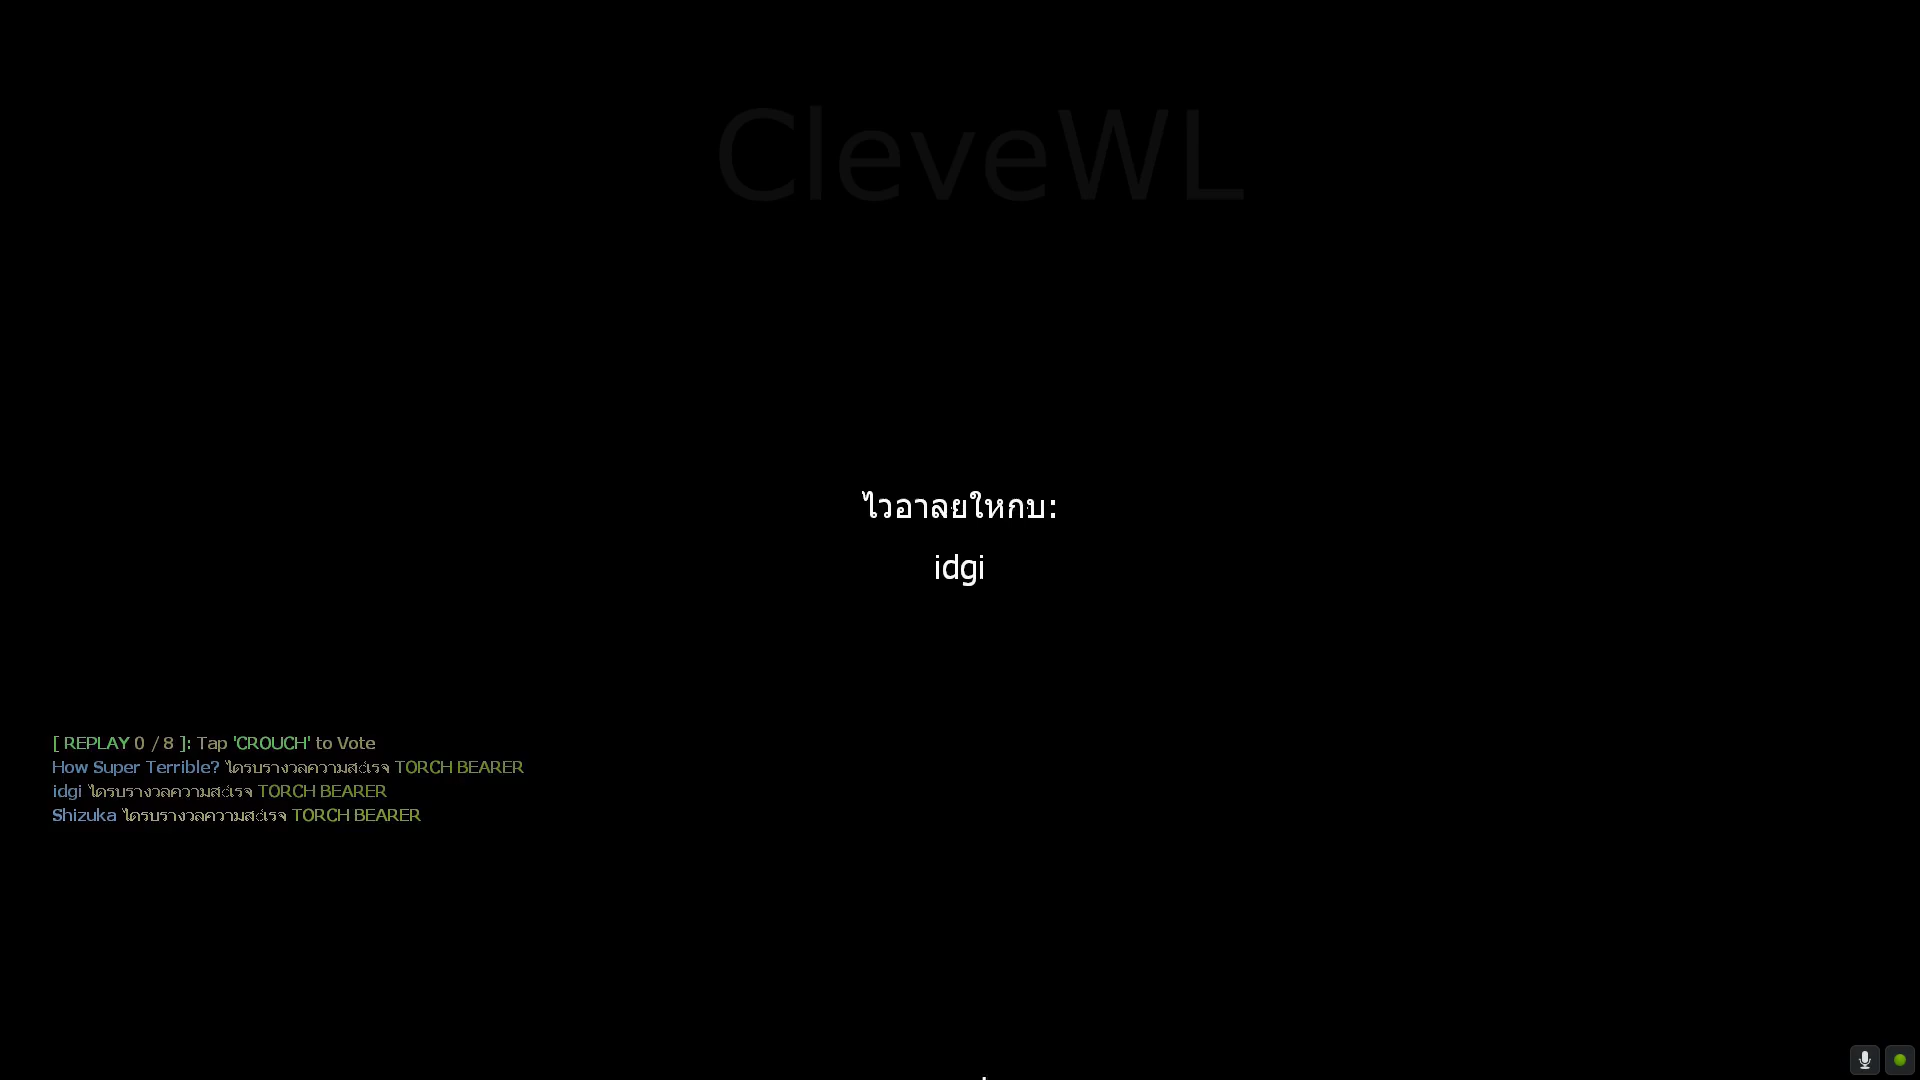 CleveWL
ไวอาลยใหกบ:
idgi
[ REPLAY 0 / 8 ]: Tap 'CROUCH' to Vote
How Super Terrible? ไดรบรางวลความสําเรจ TORCH BEARER
idgi ไดรบรางวลความสําเรจ TORCH BEARER
Shizuka ไดรบรางวลความสําเรจ TORCH BEARER